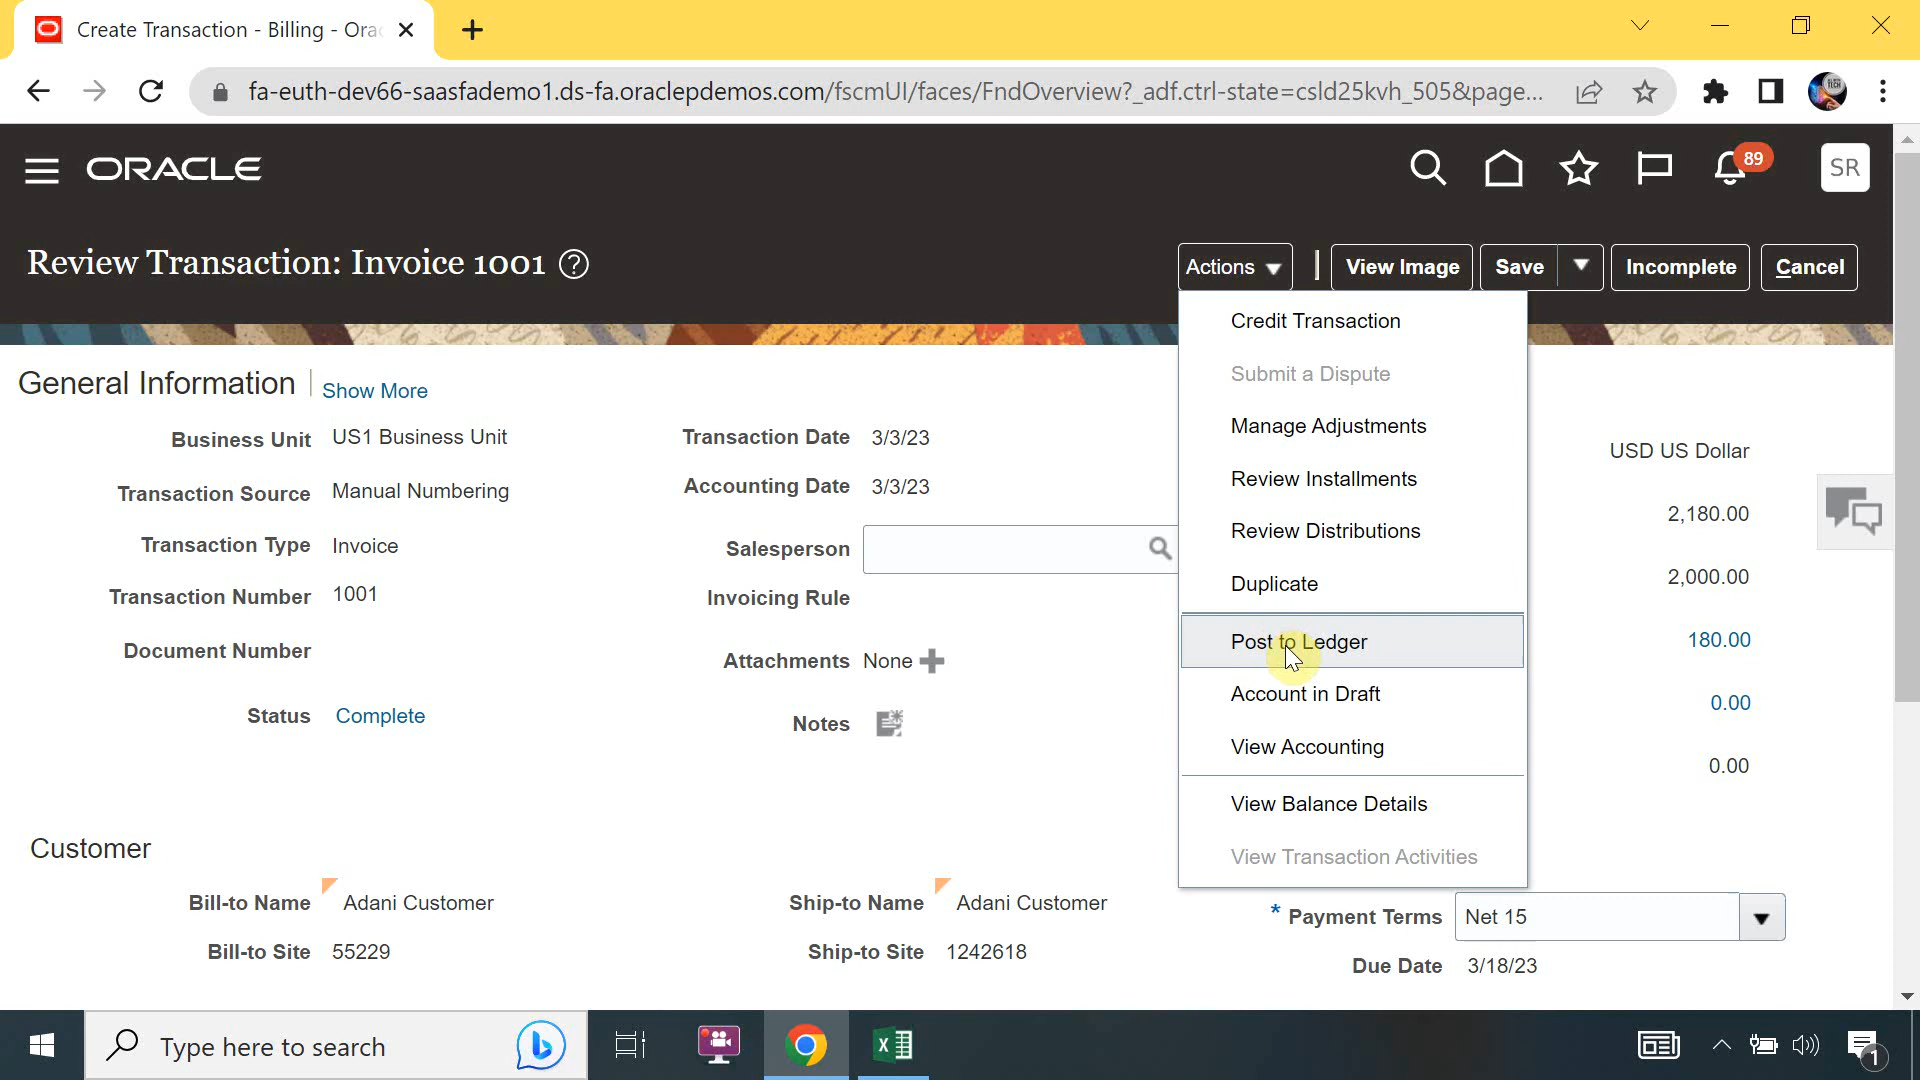 Create Transaction - Billing - Orac
fa-euth-dev66-saasfademo1.ds-fa.oraclepdemos.com/fscmUI/faces/FndOverview?_adf.ctrl-state=csld25kvh_505&page...
ORACLE
89
SR
Review Transaction: Invoice 1001 ?
Actions
View Image
Save
Incomplete
Cancel
Credit Transaction
Submit a Dispute
Manage Adjustments
Review Installments
Review Distributions
Duplicate
Post to Ledger
Account in Draft
View Accounting
View Balance Details
View Transaction Activities
General Information
Show More
Business Unit US1 Business Unit
Transaction Source Manual Numbering
Transaction Type Invoice
Transaction Number 1001
Document Number
Status Complete
Transaction Date 3/3/23
Accounting Date 3/3/23
Salesperson
Invoicing Rule
Attachments None
Notes
USD US Dollar
2,180.00
2,000.00
180.00
0.00
0.00
Customer
Bill-to Name Adani Customer
Bill-to Site 55229
Ship-to Name Adani Customer
Ship-to Site 1242618
* Payment Terms Net 15
Due Date 3/18/23
Type here to search
1